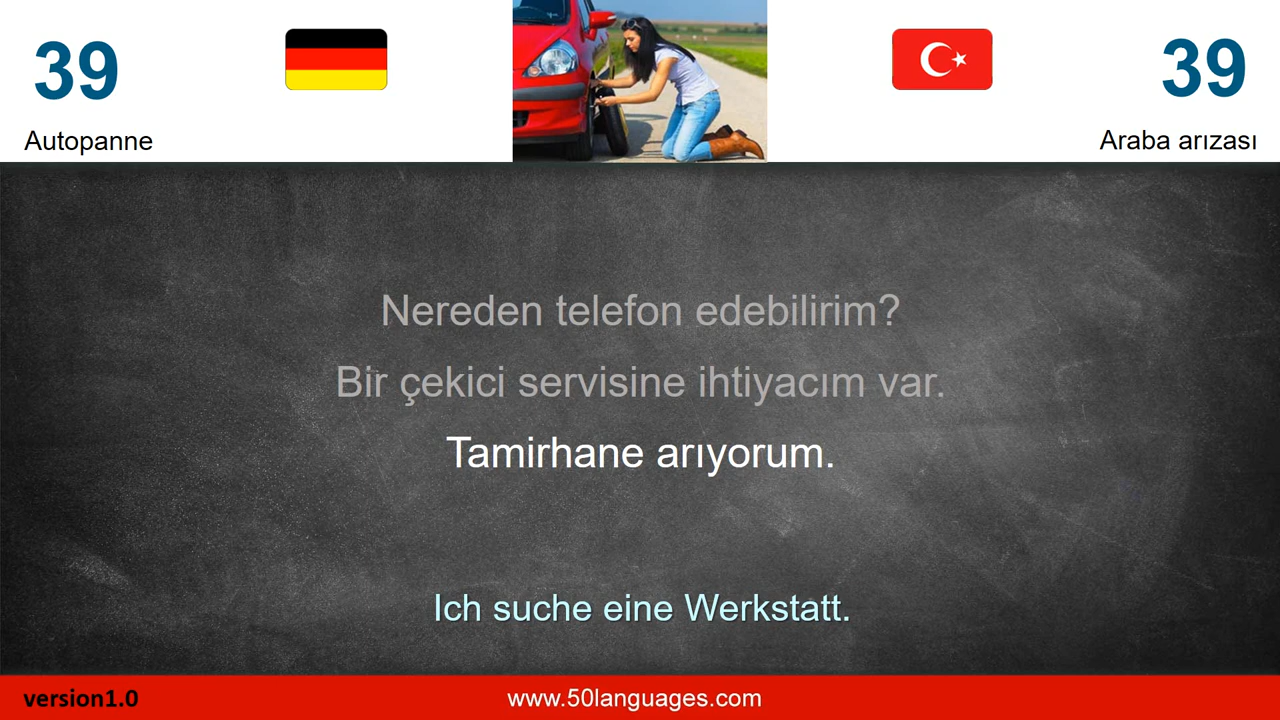 39
39
Autopanne
Araba arızası
Nereden telefon edebilirim?
Bir çekici servisine ihtiyacım var.
Tamirhane arıyorum.
Ich suche eine Werkstatt.
version1.0
www.50languages.com